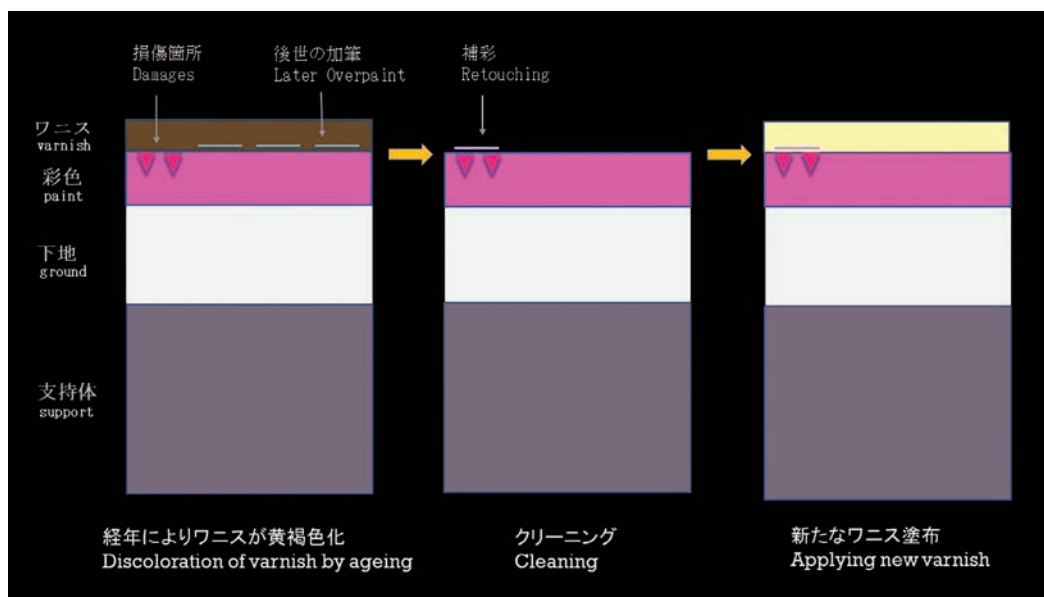 損傷箇所
Damages
後世の加筆
Later Overpaint
補彩
Retouching
ワニス
varnish
彩色
paint
下地
ground
支持体
support
経年によりワニスが黄褐色化
Discoloration of varnish by ageing
クリーニング
Cleaning
新たなワニス塗布
Applying new varnish